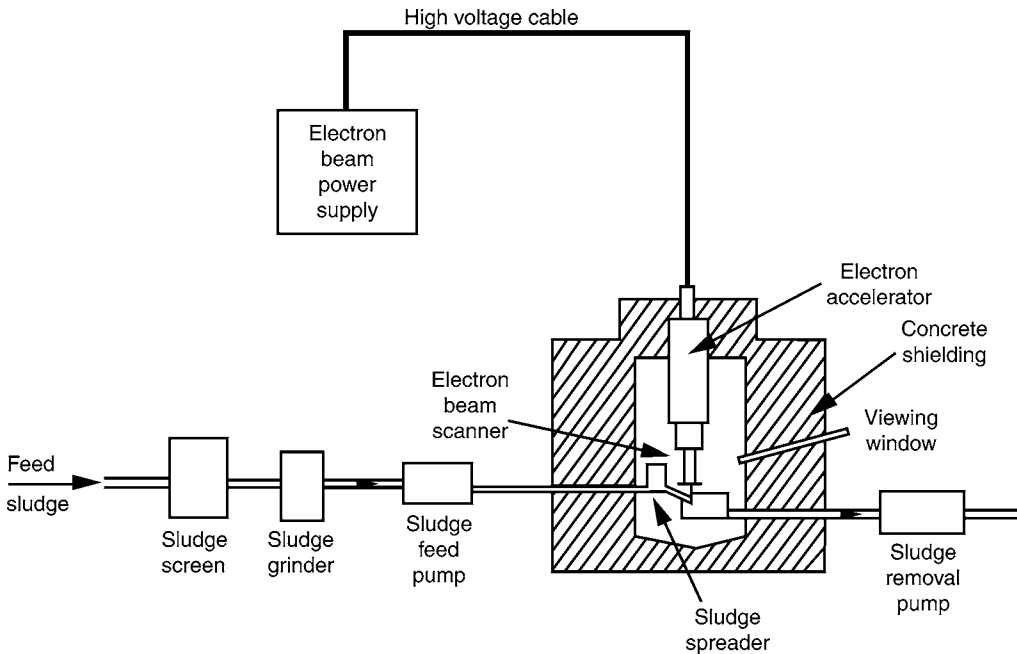 High voltage cable
Electron
beam
power
supply
Electron
accelerator
Concrete
shielding
Electron
beam
scanner
Viewing
window
Feed
sludge
Sludge
screen
Sludge
grinder
Sludge
feed
pump
Sludge
removal
pump
Sludge
spreader